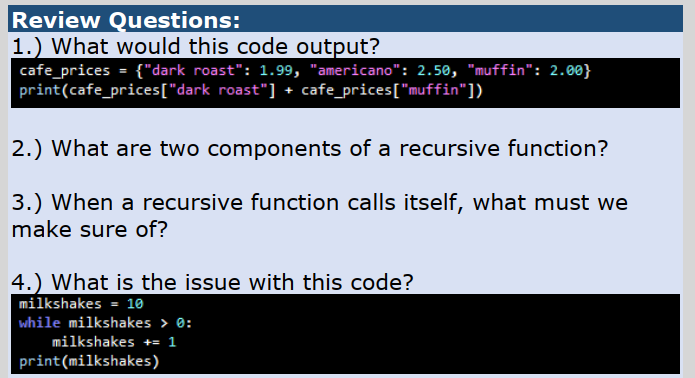 Review Questions:
1.) What would this code output?
cafe_prices = {"dark roast": 1.99, "americano": 2.50, "muffin": 2.00}
print(cafe_prices["dark roast"] + cafe_prices["muffin"])
2.) What are two components of a recursive function?
3.) When a recursive function calls itself, what must we
make sure of?
4.) What is the issue with this code?
milkshakes = 10
while milkshakes > 0:
    milkshakes += 1
print(milkshakes)